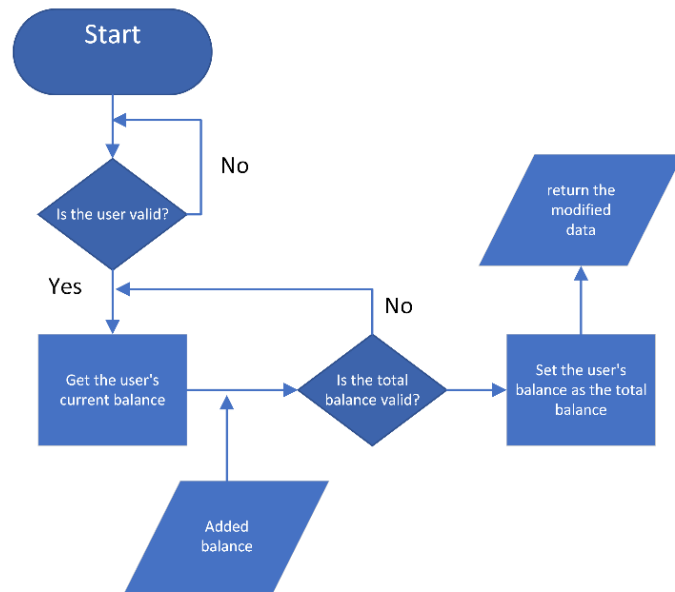 Start
No
Is the user valid?
Yes
Get the user's
current balance
No
Is the total
balance valid?
Set the user's
balance as the total
balance
return the
modified
data
Added
balance